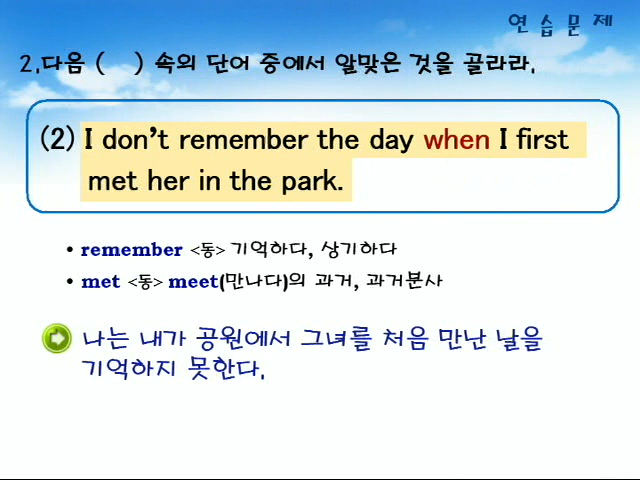 연습문제
2.다음 (    ) 속의 단어 중에서 알맞은 것을 골라라.
(2) I don't remember the day when I first
met her in the park.
• remember <동> 기억하다, 상기하다
• met <동> meet(만나다)의 과거, 과거분사
나는 내가 공원에서 그녀를 처음 만난 날을
기억하지 못한다.